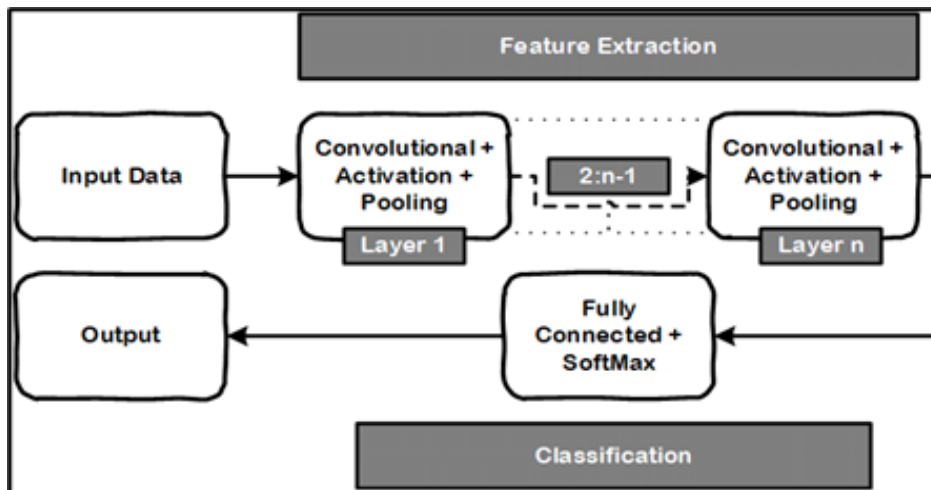 Feature Extraction
Input Data
Convolutional +
Activation +
Pooling
Layer 1
2:n-1
Convolutional +
Activation +
Pooling
Layer n
Output
Fully
Connected +
SoftMax
Classification